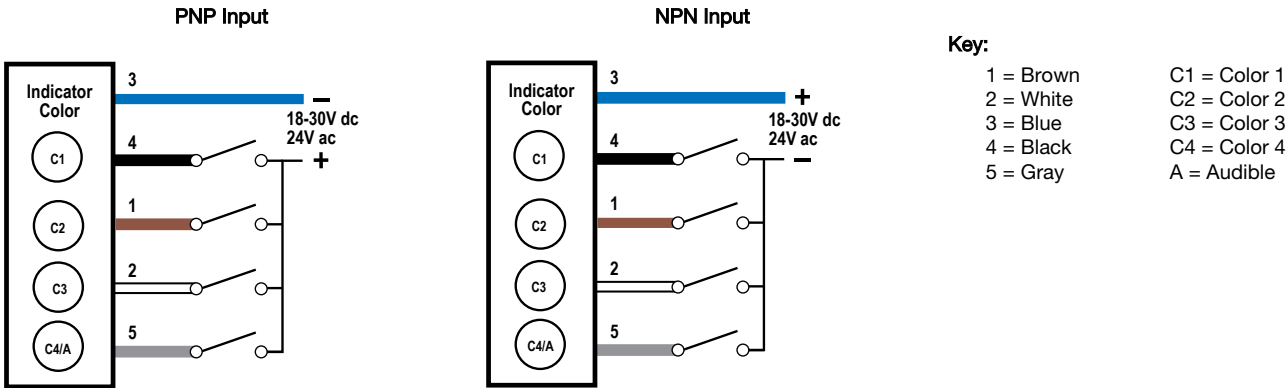 PNP Input
Indicator
Color
C1
C2
C3
C4/A
3
4
1
2
5
−
18-30V dc
24V ac
+
NPN Input
Indicator
Color
C1
C2
C3
C4/A
3
4
1
2
5
+
18-30V dc
24V ac
−
Key:
1 = Brown
2 = White
3 = Blue
4 = Black
5 = Gray
C1 = Color 1
C2 = Color 2
C3 = Color 3
C4 = Color 4
A = Audible